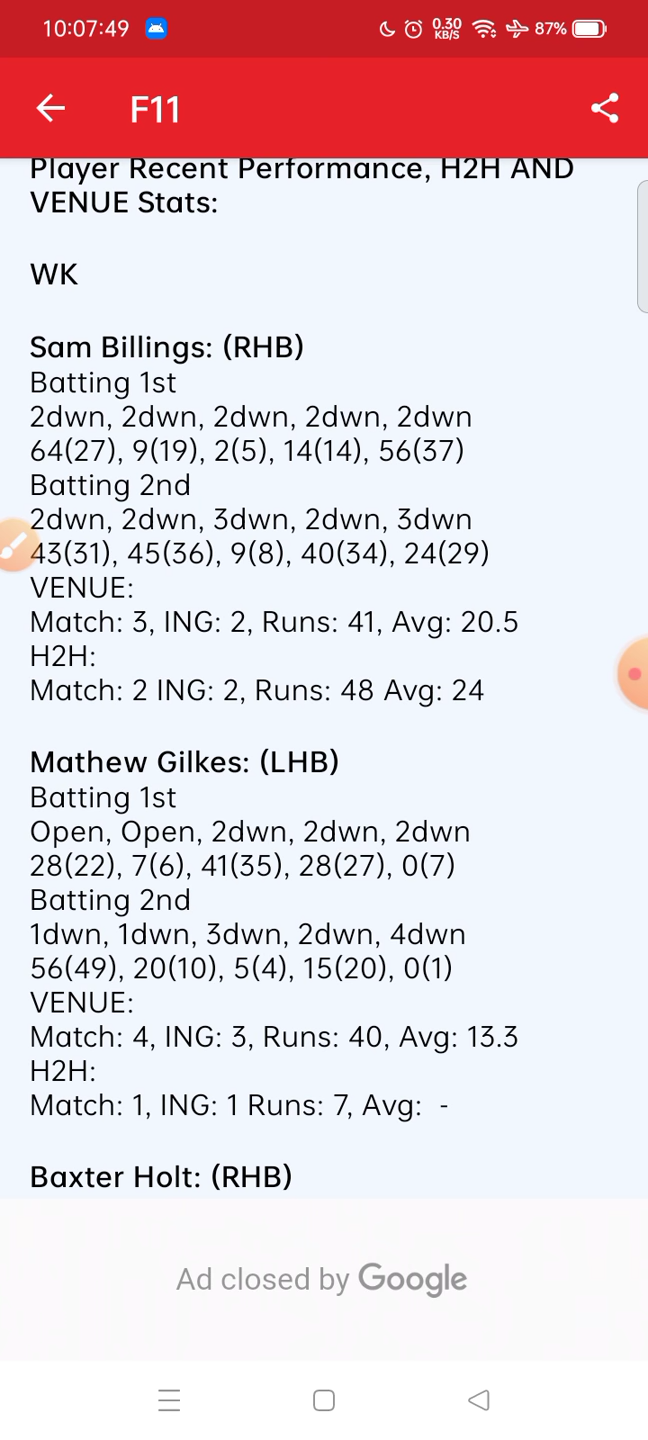 10:07:49 0.30 KB/S 87%
F11
Player Recent Performance, H2H AND
VENUE Stats:
WK
Sam Billings: (RHB)
Batting 1st
2dwn, 2dwn, 2dwn, 2dwn, 2dwn
64(27), 9(19), 2(5), 14(14), 56(37)
Batting 2nd
2dwn, 2dwn, 3dwn, 2dwn, 3dwn
43(31), 45(36), 9(8), 40(34), 24(29)
VENUE:
Match: 3, ING: 2, Runs: 41, Avg: 20.5
H2H:
Match: 2 ING: 2, Runs: 48 Avg: 24
Mathew Gilkes: (LHB)
Batting 1st
Open, Open, 2dwn, 2dwn, 2dwn
28(22), 7(6), 41(35), 28(27), 0(7)
Batting 2nd
1dwn, 1dwn, 3dwn, 2dwn, 4dwn
56(49), 20(10), 5(4), 15(20), 0(1)
VENUE:
Match: 4, ING: 3, Runs: 40, Avg: 13.3
H2H:
Match: 1, ING: 1 Runs: 7, Avg:  -
Baxter Holt: (RHB)
Ad closed by Google